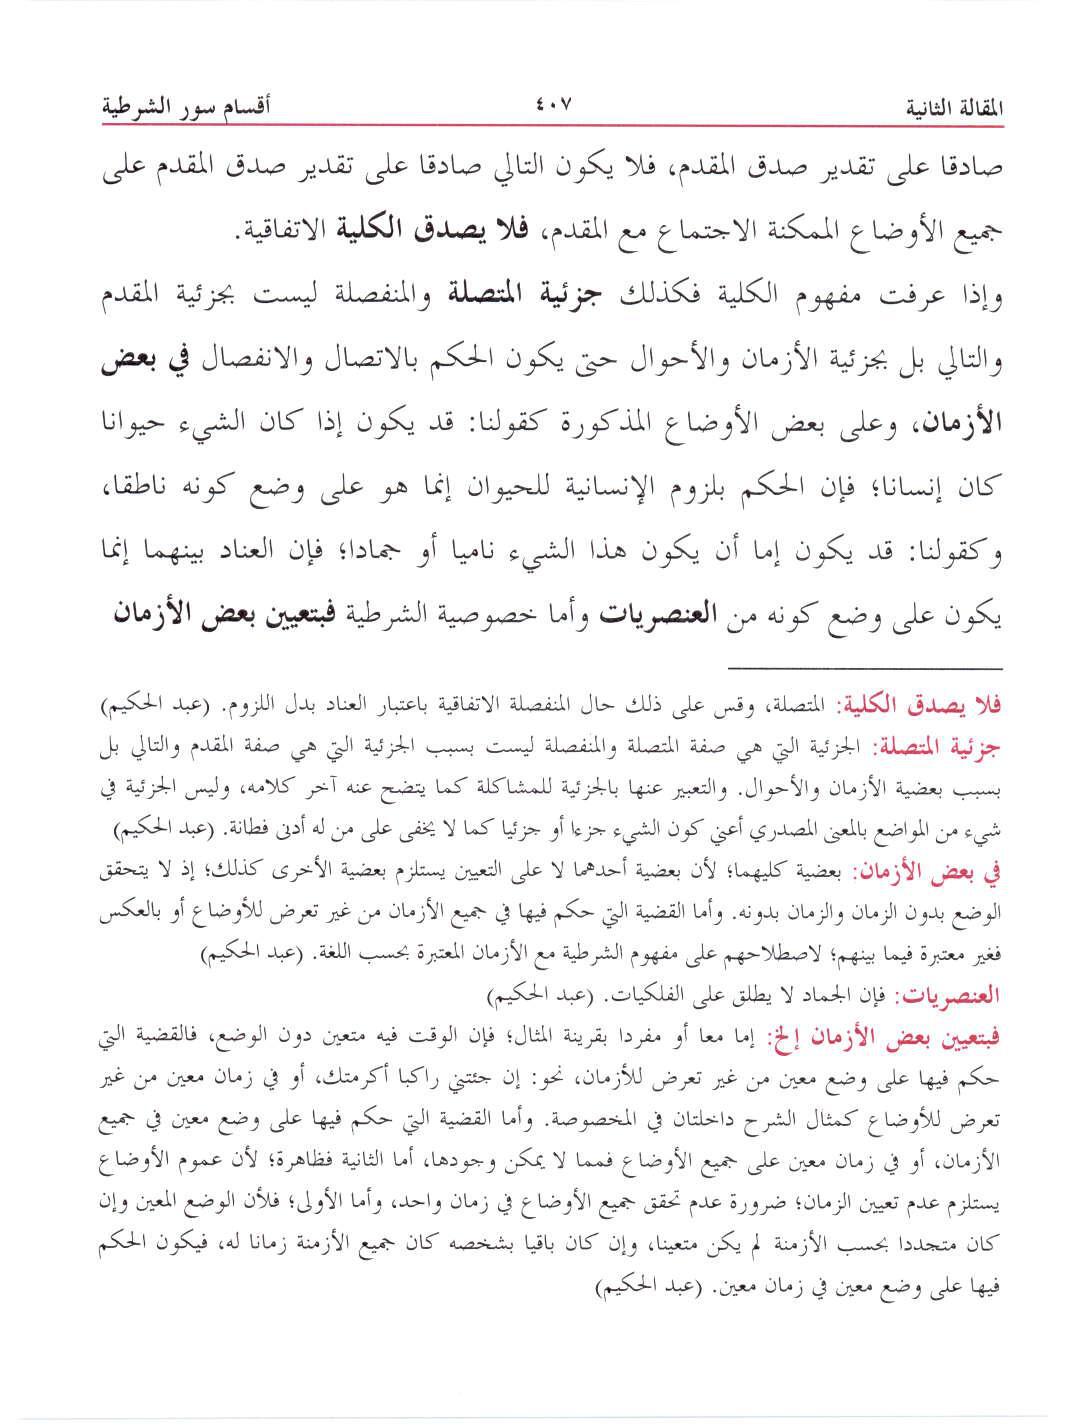 المقالة الثانية ٤٠٧ أقسام سور الشرطية
صادقا على تقدير صدق المقدم، فلا يكون التالي صادقا على تقدير صدق المقدم على
جميع الأوضاع الممكنة الاجتماع مع المقدم، فلا يصدق الكلية الاتفاقية.
وإذا عرفت مفهوم الكلية فكذلك جزئية المتصلة والمنفصلة ليست بجزئية المقدم
والتالي بل بجزئية الأزمان والأحوال حتى يكون الحكم بالاتصال والانفصال في بعض
الأزمان، وعلى بعض الأوضاع المذكورة كقولنا: قد يكون إذا كان الشيء حيوانا
كان إنسانا؛ فإن الحكم بلزوم الإنسانية للحيوان إنما هو على وضع كونه ناطقا،
وكقولنا: قد يكون إما أن يكون هذا الشيء ناميا أو جمادا؛ فإن العناد بينهما إنما
يكون على وضع كونه من العنصريات وأما خصوصية الشرطية فبتعيين بعض الأزمان
فلا يصدق الكلية: المتصلة، وقس على ذلك حال المنفصلة الاتفاقية باعتبار العناد بدل اللزوم. (عبد الحكيم)
جزئية المتصلة: الجزئية التي هي صفة المتصلة والمنفصلة ليست بسبب الجزئية التي هي صفة المقدم والتالي بل
بسبب بعضية الأزمان والأحوال. والتعبير عنها بالجزئية للمشاكلة كما يتضح عنه آخر كلامه، وليس الجزئية في
شيء من المواضع بالمعنى المصدري أعني كون الشيء جزءا أو جزئيا كما لا يخفى على من له أدنى فطانة. (عبد الحكيم)
في بعض الأزمان: بعضية كليهما؛ لأن بعضية أحدهما لا على التعيين يستلزم بعضية الأخرى كذلك؛ إذ لا يتحقق
الوضع بدون الزمان والزمان بدونه. وأما القضية التي حكم فيها في جميع الأزمان من غير تعرض للأوضاع أو بالعكس
فغير معتبرة فيما بينهم؛ لاصطلاحهم على مفهوم الشرطية مع الأزمان المعتبرة بحسب اللغة. (عبد الحكيم)
العنصريات: فإن الجماد لا يطلق على الفلكيات. (عبد الحكيم)
فبتعيين بعض الأزمان إلخ: إما معا أو مفردا بقرينة المثال؛ فإن الوقت فيه متعين دون الوضع، فالقضية التي
حكم فيها على وضع معين من غير تعرض للأزمان، نحو: إن جئتني راكبا أكرمتك، أو في زمان معين من غير
تعرض للأوضاع كمثال الشرح داخلتان في المخصوصة. وأما القضية التي حكم فيها على وضع معين في جميع
الأزمان، أو في زمان معين على جميع الأوضاع فمما لا يمكن وجودها، أما الثانية فظاهرة؛ لأن عموم الأوضاع
يستلزم عدم تعيين الزمان؛ ضرورة عدم تحقق جميع الأوضاع في زمان واحد، وأما الأولى؛ فلأن الوضع المعين وإن
كان متجددا بحسب الأزمنة لم يكن متعينا، وإن كان باقيا بشخصه كان جميع الأزمنة زمانا له، فيكون الحكم
فيها على وضع معين في زمان معين. (عبد الحكيم)